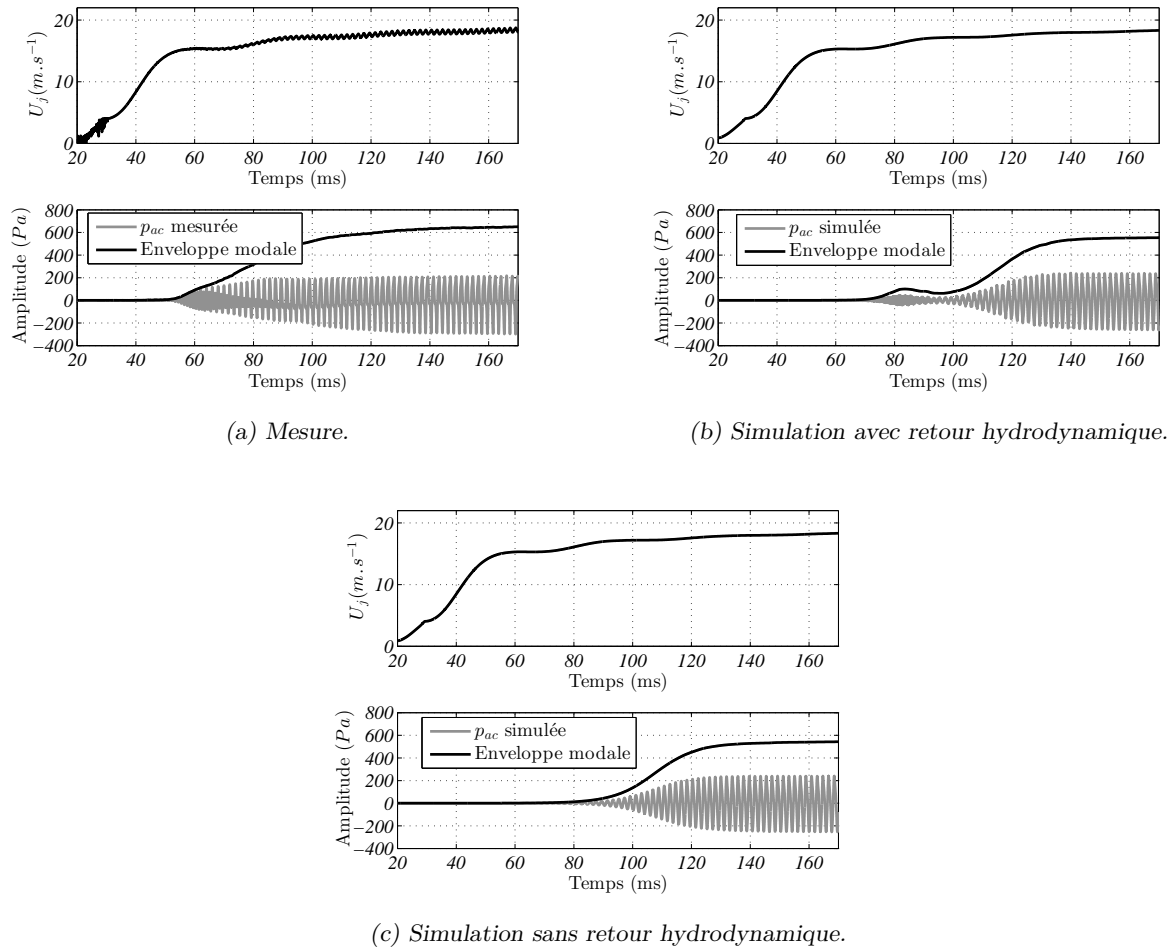 U_j(m.s^{-1})
20
10
0
20 40 60 80 100 120 140 160
Temps (ms)
Amplitude (Pa)
800
600
400
200
0
−200
−400
p_{ac} mesurée
Enveloppe modale
20 40 60 80 100 120 140 160
Temps (ms)
(a) Mesure.
U_j(m.s^{-1})
20
10
0
20 40 60 80 100 120 140 160
Temps (ms)
Amplitude (Pa)
800
600
400
200
0
−200
−400
p_{ac} simulée
Enveloppe modale
20 40 60 80 100 120 140 160
Temps (ms)
(b) Simulation avec retour hydrodynamique.
U_j(m.s^{-1})
20
10
0
20 40 60 80 100 120 140 160
Temps (ms)
Amplitude (Pa)
800
600
400
200
0
−200
−400
p_{ac} simulée
Enveloppe modale
20 40 60 80 100 120 140 160
Temps (ms)
(c) Simulation sans retour hydrodynamique.